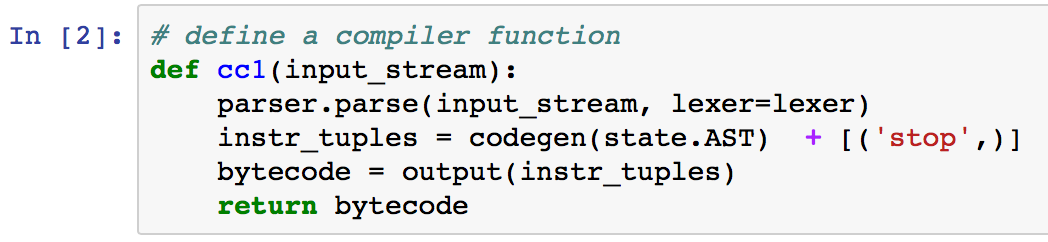 In [2]: # define a compiler function
def cc1(input_stream):
    parser.parse(input_stream, lexer=lexer)
    instr_tuples = codegen(state.AST)  + [('stop',)]
    bytecode = output(instr_tuples)
    return bytecode